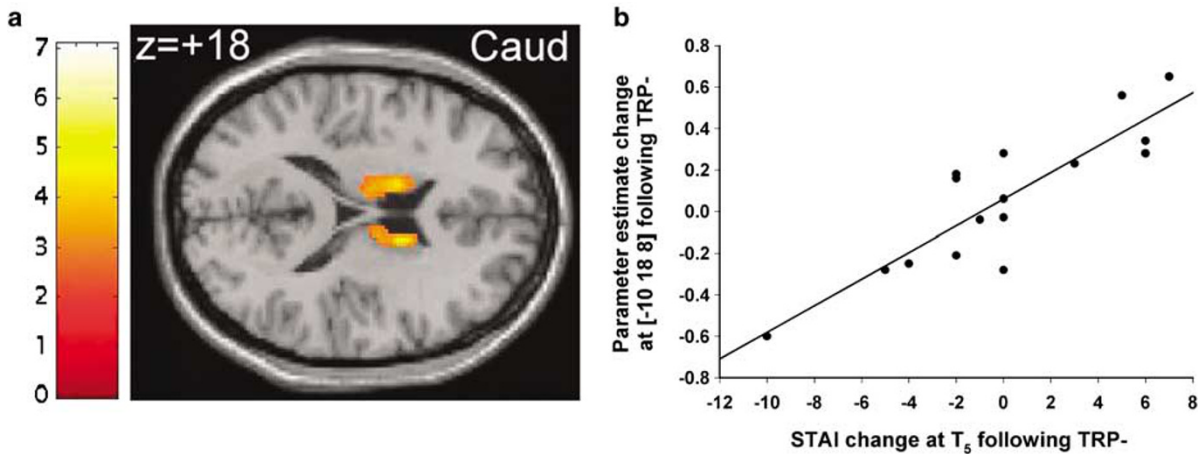 a
z=+18
Caud
7
6
5
4
3
2
1
0
b
Parameter estimate change
at [-10 18 8] following TRP-
0.8
0.6
0.4
0.2
0.0
-0.2
-0.4
-0.6
-0.8
-12 -10 -8 -6 -4 -2 0 2 4 6 8
STAI change at T5 following TRP-